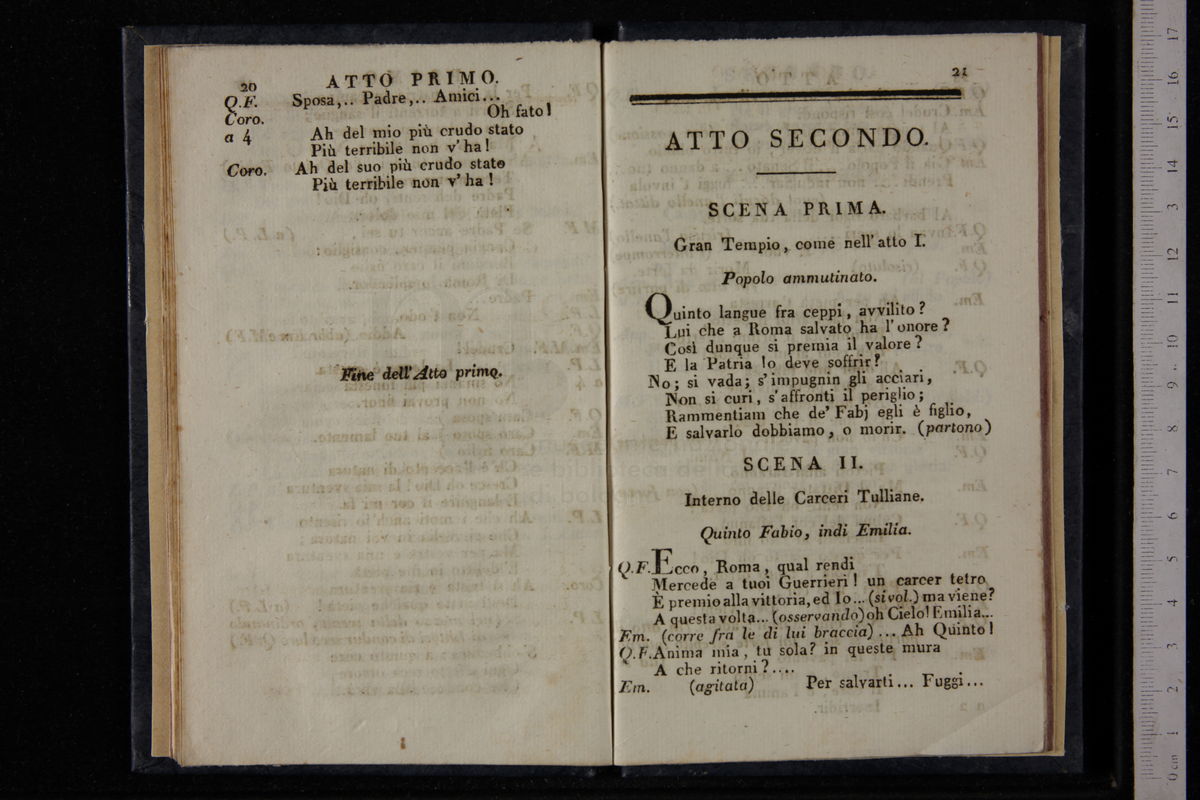 20 ATTO PRIMO.
Q.F. Sposa,.. Padre,.. Amici...
Coro. Oh fato!
a 4 Ah del mio più crudo stato
Più terribile non v'ha!
Coro. Ah del suo più crudo stato
Più terribile non v'ha!
Fine dell'Atto primo.
21
ATTO SECONDO.
SCENA PRIMA.
Gran Tempio, come nell'atto I.
Popolo ammutinato.
Quinto langue fra ceppi, avvilito?
Lui che a Roma salvato ha l'onore?
Così dunque si premia il valore?
E la Patria lo deve soffrir?
No; si vada; s'impugnin gli acciari,
Non si curi, s'affronti il periglio;
Rammentiam che de' Fabj egli è figlio,
E salvarlo dobbiamo, o morir. (partono)
SCENA II.
Interno delle Carceri Tulliane.
Quinto Fabio, indi Emilia.
Q.F. Ecco, Roma, qual rendi
Mercede a tuoi Guerrieri! un carcer tetro
È premio alla vittoria, ed Io... (si vol.) ma viene?
A questa volta... (osservando) oh Cielo! Emilia...
Em. (corre fra le di lui braccia)... Ah Quinto!
Q.F. Anima mia, tu sola? in queste mura
A che ritorni?....
Em. (agitata) Per salvarti... Fuggi...